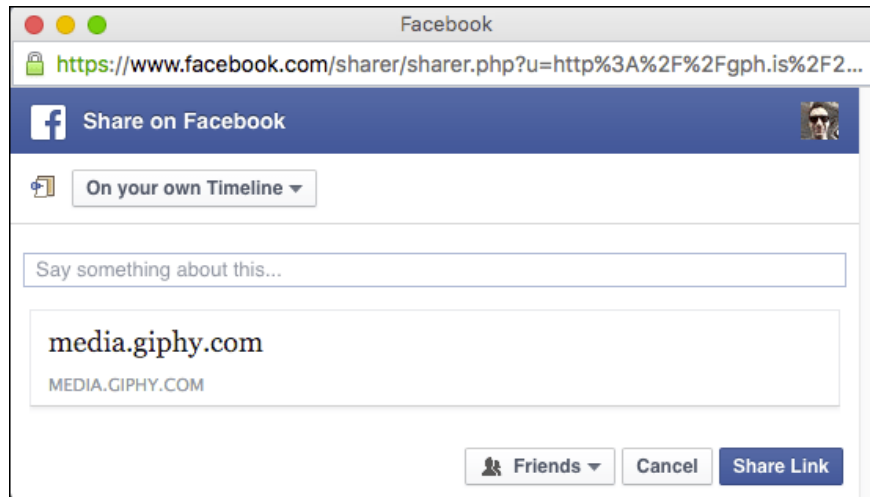 Facebook
https://www.facebook.com/sharer/sharer.php?u=http%3A%2F%2Fgph.is%2F2...
Share on Facebook
On your own Timeline
Say something about this...
media.giphy.com
MEDIA.GIPHY.COM
Friends Cancel Share Link